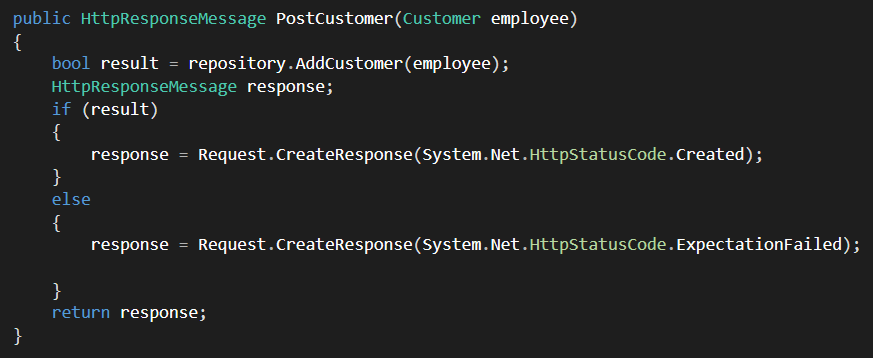 public HttpResponseMessage PostCustomer(Customer employee)
{
    bool result = repository.AddCustomer(employee);
    HttpResponseMessage response;
    if (result)
    {
        response = Request.CreateResponse(System.Net.HttpStatusCode.Created);
    }
    else
    {
        response = Request.CreateResponse(System.Net.HttpStatusCode.ExpectationFailed);

    }
    return response;
}